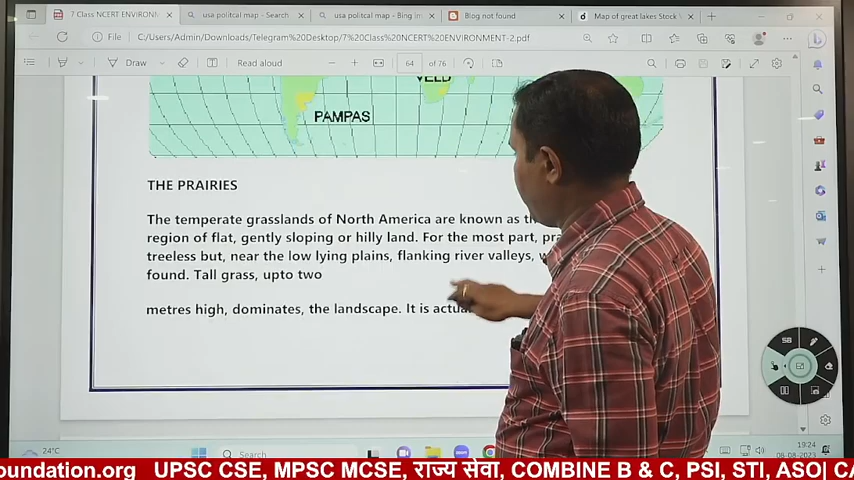 7 Class NCERT ENVIRONM
usa politcal map - Search
usa politcal map - Bing Im
Blog not found
Map of great lakes Stock V
File
C:/Users/Admin/Downloads/Telegram%20Desktop/7%20Class%20NCERT%20ENVIRONMENT-2.pdf
Draw
Read aloud
64
of 76
VELD
PAMPAS
THE PRAIRIES
The temperate grasslands of North America are known as th
region of flat, gently sloping or hilly land. For the most part, pra
treeless but, near the low lying plains, flanking river valleys, w
found. Tall grass, upto two
metres high, dominates, the landscape. It is actua
SB
24°C
Search
19:24
08-08-2023
oundation.org UPSC CSE, MPSC MCSE, राज्य सेवा, COMBINE B & C, PSI, STI, ASO| CA